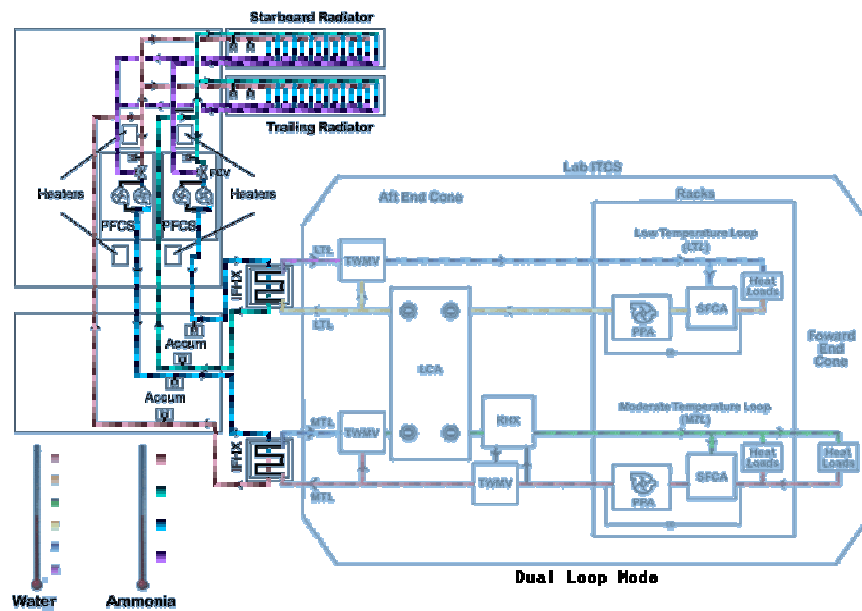 Starboard Radiator
Trailing Radiator
Lab ITCS
FCV
Heaters
Heaters
Aft End Cone
Racks
PFCS
PFCS
Low Temperature Loop
(LTL)
LTL
TWMV
IFHX
Heat
Loads
SFCA
PPA
LTL
Accum
Foward
End
Cone
LCA
Accum
Moderate Temperature Loop
(MTL)
MTL
TWMV
RHX
IFHX
Heat
Loads
Heat
Loads
SFCA
TWMV
PPA
MTL
Dual Loop Mode
Water
Ammonia